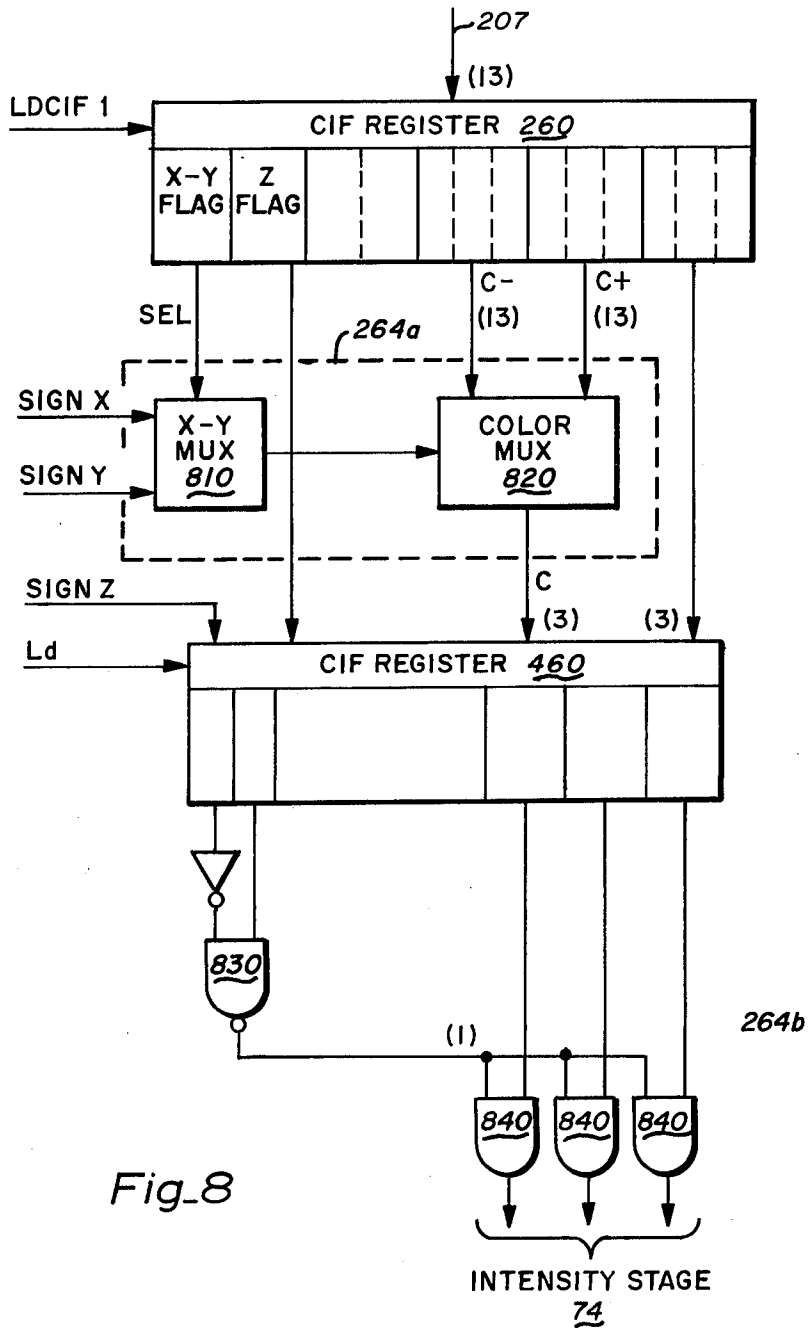 207
(13)
LDCIF 1
CIF REGISTER 260
X-Y
FLAG
Z
FLAG
C-
(13)
C+
(13)
SEL
264a
SIGN X
SIGN Y
X-Y
MUX
810
COLOR
MUX
820
C
SIGN Z
(3)
(3)
Ld
CIF REGISTER 460
830
(1)
264b
840
840
840
Fig_8
INTENSITY STAGE
74